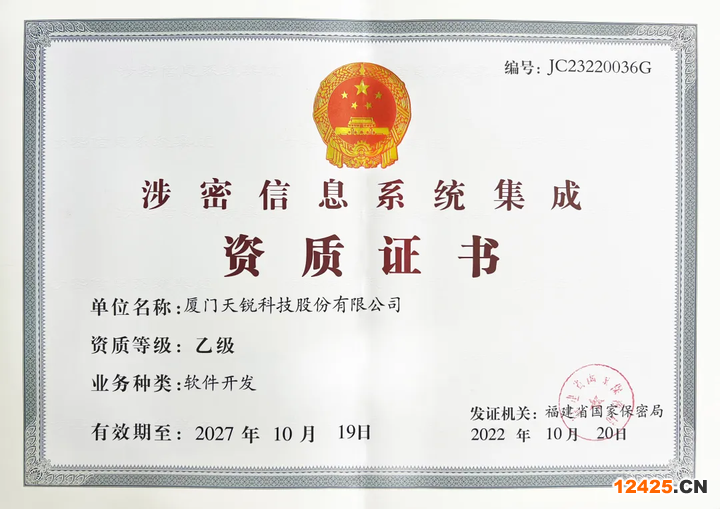 编号：JC23220036G
涉密信息系统集成
资质证书
单位名称：厦门天锐科技股份有限公司
资质等级：乙级
业务种类：软件开发
有效期至：2027 年 10 月 19日
发证机关：福建省国家保密局
2022 年 10 月 20日
12425.CN